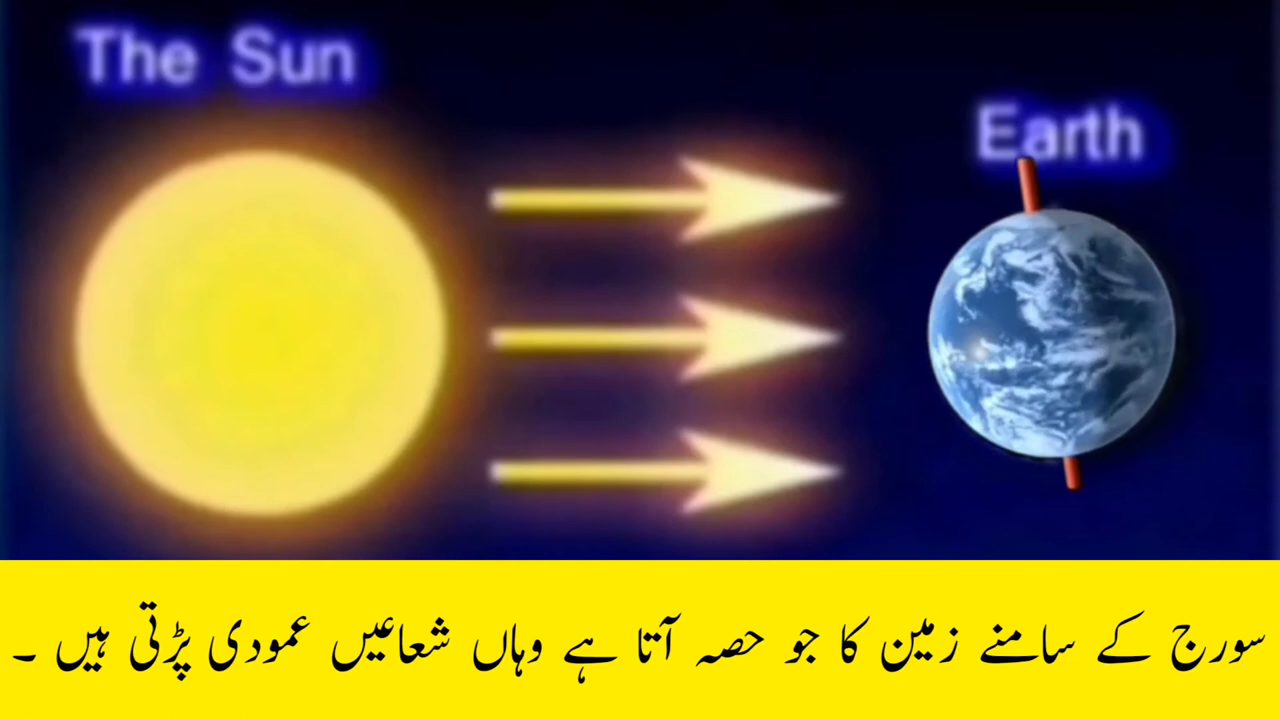 The Sun
Earth
سورج کے سامنے زمین کا جو حصہ آتا ہے وہاں شعاعیں عمودی پڑتی ہیں ۔